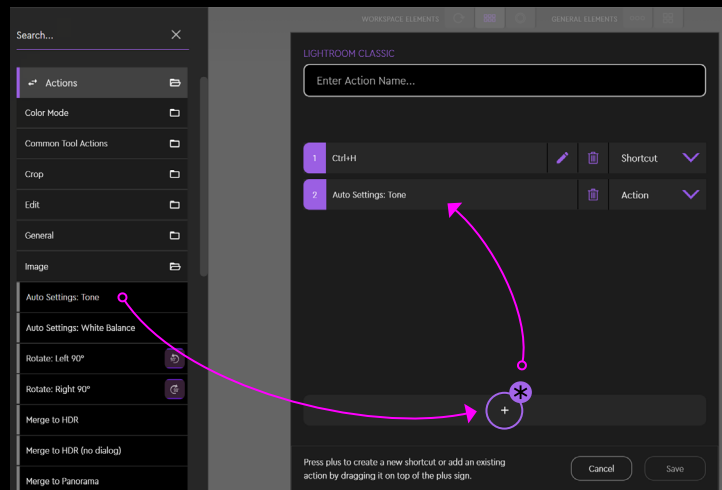 WORKSPACE ELEMENTS
GENERAL ELEMENTS
Search...
Actions
Color Mode
Common Tool Actions
Crop
Edit
General
Image
Auto Settings: Tone
Auto Settings: White Balance
Rotate: Left 90°
Rotate: Right 90°
Merge to HDR
Merge to HDR (no dialog)
Merge to Panorama
LIGHTROOM CLASSIC
Enter Action Name...
1 Ctrl+H Shortcut
2 Auto Settings: Tone Action
+
Press plus to create a new shortcut or add an existing
action by dragging it on top of the plus sign.
Cancel Save